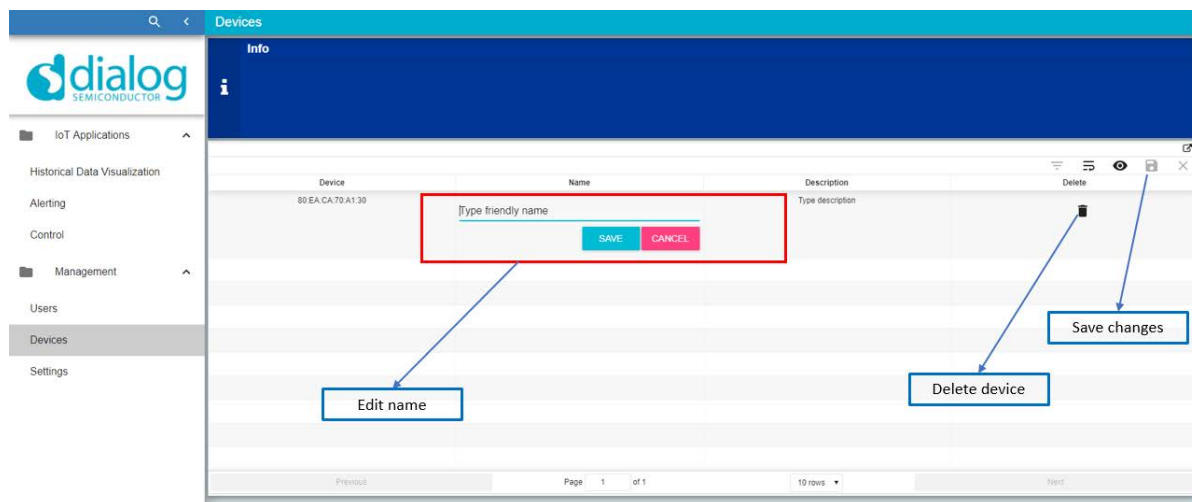 Devices
dialog
SEMICONDUCTOR
Info
i
IoT Applications
Historical Data Visualization
Alerting
Control
Management
Users
Devices
Settings
Device Name Description Delete
80:EA:CA:70:A1:30 Type friendly name Type description
SAVE CANCEL
Save changes
Delete device
Edit name
Previous Page 1 of 1 10 rows Next